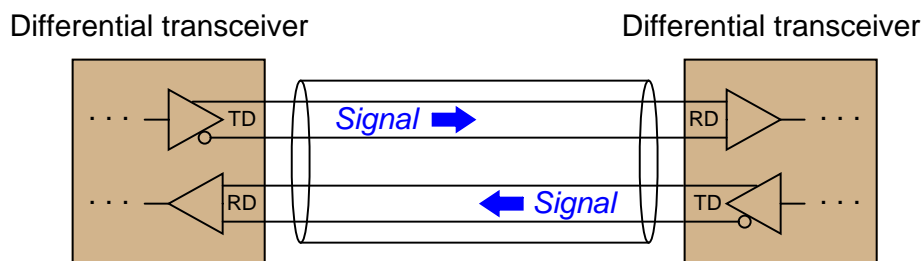 Differential transceiver Differential transceiver
. . . TD Signal RD . . .
. . . RD Signal TD . . .